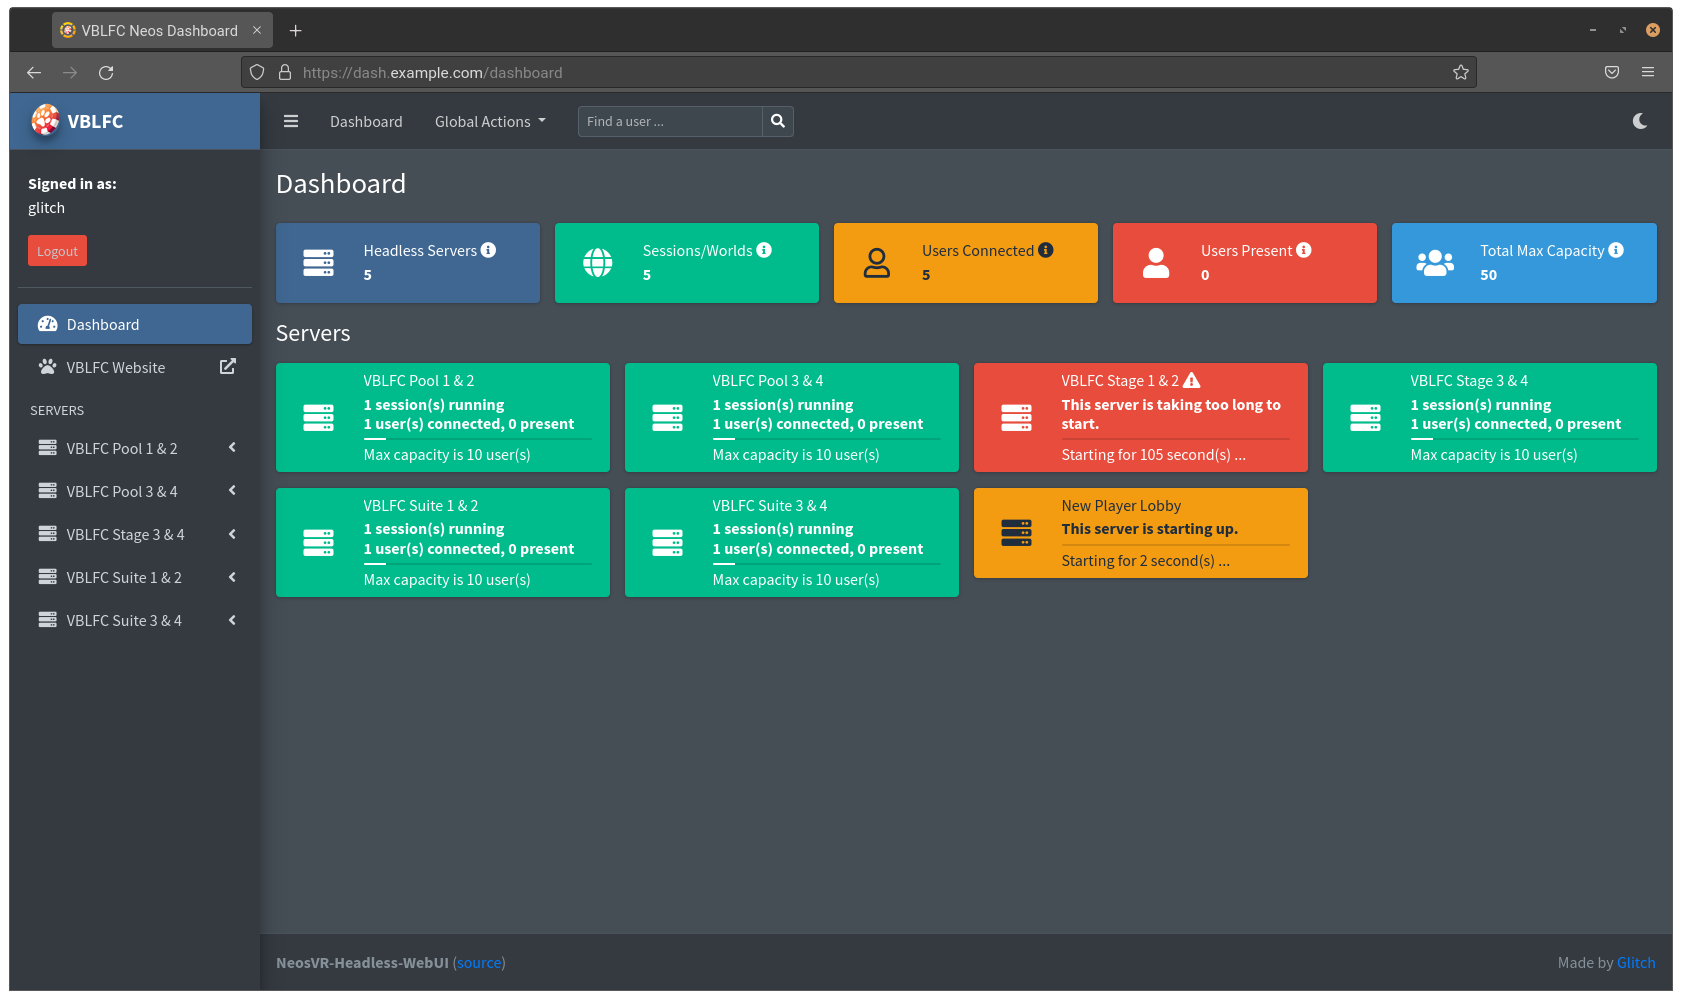 VBLFC Neos Dashboard
https://dash.example.com/dashboard
VBLFC
Dashboard
Global Actions
Find a user ...
Signed in as:
glitch
Logout
Dashboard
VBLFC Website
SERVERS
VBLFC Pool 1 & 2
VBLFC Pool 3 & 4
VBLFC Stage 3 & 4
VBLFC Suite 1 & 2
VBLFC Suite 3 & 4
Dashboard
Headless Servers
5
Sessions/Worlds
5
Users Connected
5
Users Present
0
Total Max Capacity
50
Servers
VBLFC Pool 1 & 2
1 session(s) running
1 user(s) connected, 0 present
Max capacity is 10 user(s)
VBLFC Pool 3 & 4
1 session(s) running
1 user(s) connected, 0 present
Max capacity is 10 user(s)
VBLFC Stage 1 & 2
This server is taking too long to
start.
Starting for 105 second(s) ...
VBLFC Stage 3 & 4
1 session(s) running
1 user(s) connected, 0 present
Max capacity is 10 user(s)
VBLFC Suite 1 & 2
1 session(s) running
1 user(s) connected, 0 present
Max capacity is 10 user(s)
VBLFC Suite 3 & 4
1 session(s) running
1 user(s) connected, 0 present
Max capacity is 10 user(s)
New Player Lobby
This server is starting up.
Starting for 2 second(s) ...
NeosVR-Headless-WebUI (source)
Made by Glitch